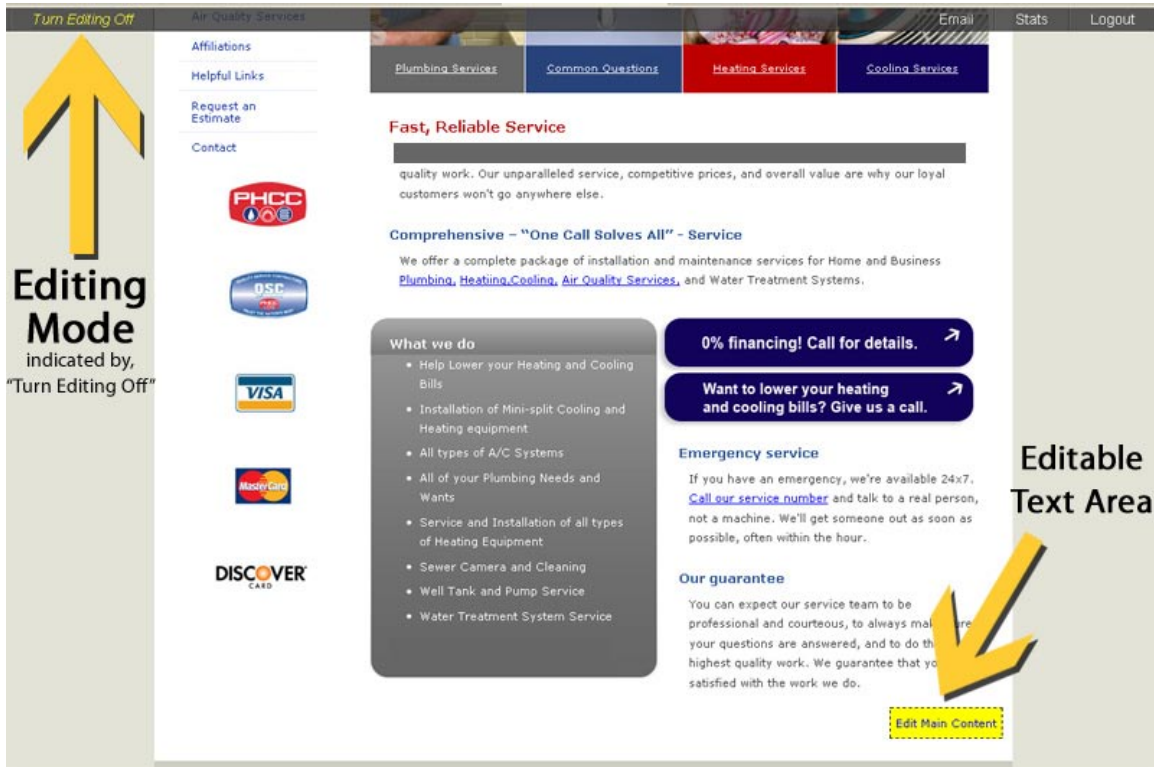 Turn Editing Off
Email
Stats
Logout
Air Quality Services
Affiliations
Helpful Links
Request an
Estimate
Contact
PHCC
QSC
PHCC
VISA
MasterCard
DISCOVER
CARD
Editing
Mode
indicated by,
"Turn Editing Off"
Plumbing Services
Common Questions
Heating Services
Cooling Services
Fast, Reliable Service
quality work. Our unparalleled service, competitive prices, and overall value are why our loyal
customers won't go anywhere else.
Comprehensive – “One Call Solves All” - Service
We offer a complete package of installation and maintenance services for Home and Business
Plumbing, Heatiing,Cooling, Air Quality Services, and Water Treatment Systems.
What we do
• Help Lower your Heating and Cooling
Bills
• Installation of Mini-split Cooling and
Heating equipment
• All types of A/C Systems
• All of your Plumbing Needs and
Wants
• Service and Installation of all types
of Heating Equipment
• Sewer Camera and Cleaning
• Well Tank and Pump Service
• Water Treatment System Service
0% financing! Call for details.
Want to lower your heating
and cooling bills? Give us a call.
Emergency service
If you have an emergency, we're available 24x7.
Call our service number and talk to a real person,
not a machine. We'll get someone out as soon as
possible, often within the hour.
Our guarantee
You can expect our service team to be
professional and courteous, to always
your questions are answered, and to do
highest quality work. We guarantee that
satisfied with the work we do.
Edit Main Content
Editable
Text Area